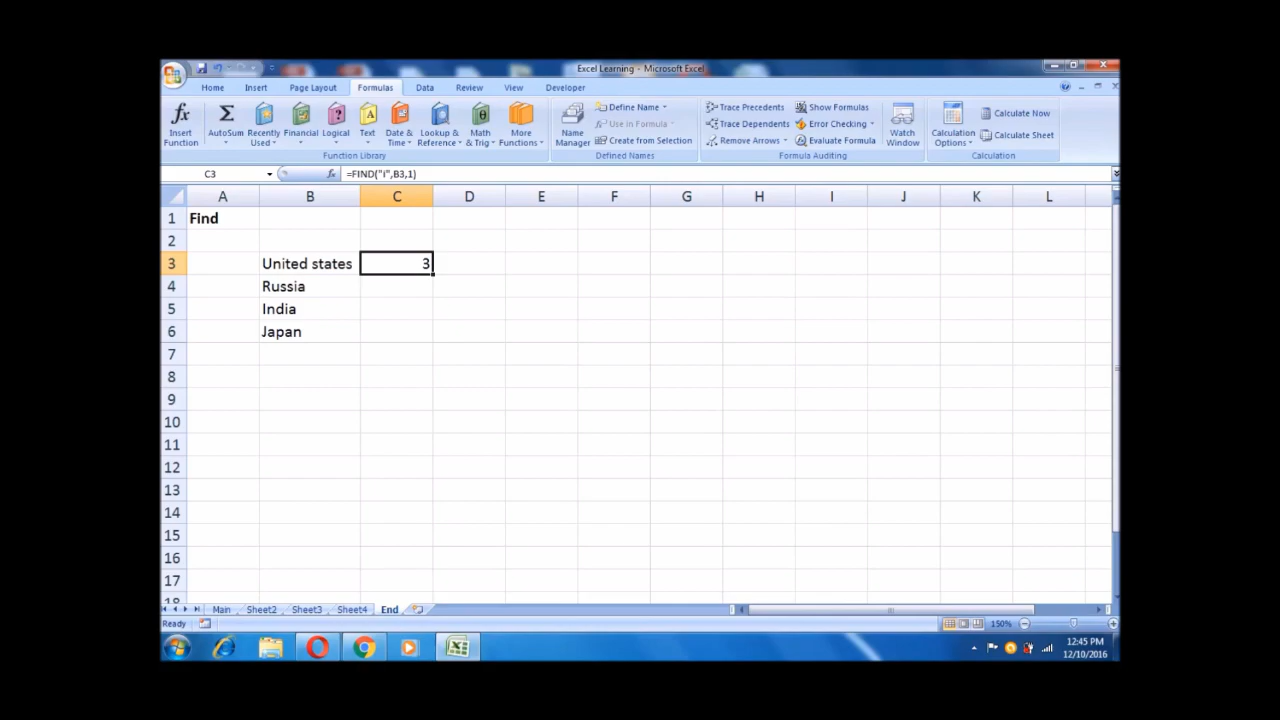 Excel Learning - Microsoft Excel
Home Insert Page Layout Formulas Data Review View Developer
Insert Function
AutoSum
Recently Used
Financial
Logical
Text
Date & Time
Lookup & Reference
Math & Trig
More Functions
Function Library
Name Manager
Define Name
Use in Formula
Create from Selection
Defined Names
Trace Precedents
Trace Dependents
Remove Arrows
Show Formulas
Error Checking
Evaluate Formula
Formula Auditing
Watch Window
Calculation Options
Calculate Now
Calculate Sheet
Calculation
C3 fx =FIND("i",B3,1)
A B C D E F G H I J K L
1 Find
2
3 United states 3
4 Russia
5 India
6 Japan
7
8
9
10
11
12
13
14
15
16
17
18
Main Sheet2 Sheet3 Sheet4 End
Ready 150%
12:45 PM
12/10/2016